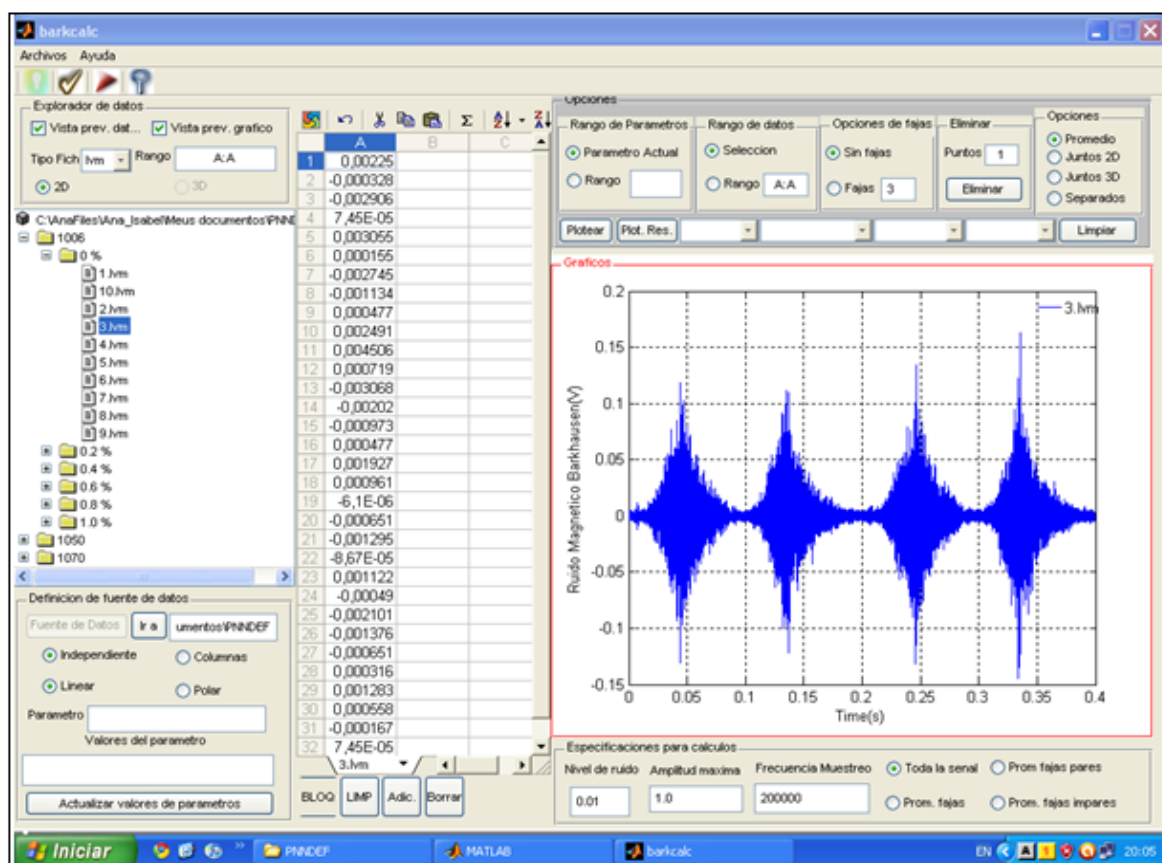 barkcalc
Archivos Ayuda
Explorador de datos
Vista prev. dat... Vista prev. grafico
Tipo Fich lvm Rango A:A
2D 3D
C:\AnaFiles\Ana_Isabel\Meus documentos\PNN
1006
0 %
1.lvm
10.lvm
2.lvm
3.lvm
4.lvm
5.lvm
6.lvm
7.lvm
8.lvm
9.lvm
0.2 %
0.4 %
0.6 %
0.8 %
1.0 %
1050
1070
Definicion de fuente de datos
Fuente de Datos Ir a umentos\PNNDEF
Independiente Columnas
Linear Polar
Parametro
Valores del parametro
Actualizar valores de parametros
A B C
1 0,00225
2 -0,000328
3 -0,002906
4 7,45E-05
5 0,003055
6 0,000155
7 -0,002745
8 -0,001134
9 0,000477
10 0,002491
11 0,004506
12 0,000719
13 -0,003068
14 -0,00202
15 -0,000973
16 0,000477
17 0,001927
18 0,000961
19 -6,1E-06
20 -0,000651
21 -0,001295
22 -8,67E-05
23 0,001122
24 -0,00049
25 -0,002101
26 -0,001376
27 -0,000651
28 0,000316
29 0,001283
30 0,000558
31 -0,000167
32 7,45E-05
3.lvm
BLOQ LIMP Adic. Borrar
Opciones
Rango de Parametros Rango de datos Opciones de fajas Eliminar Opciones
Parametro Actual Seleccion Sin fajas Puntos 1 Promedio
Juntos 2D
Rango Rango A:A Fajas 3 Eliminar Juntos 3D
Separados
Plotear Plot. Res. Limpiar
Graficos
3.lvm
0.2
0.15
0.1
0.05
0
-0.05
-0.1
-0.15
Ruido Magnetico Barkhausen(V)
0 0.05 0.1 0.15 0.2 0.25 0.3 0.35 0.4
Time(s)
Especificaciones para calculos
Nivel de ruido Amplitud maxima Frecuencia Muestreo Toda la senal Prom fajas pares
0.01 1.0 200000 Prom. fajas Prom. fajas impares
Iniciar PNNDEF MATLAB barkcalc EN 20:05